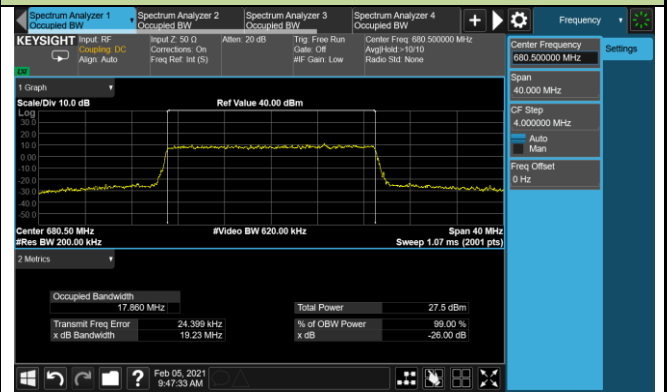 Spectrum Analyzer 1
Occupied BW
Spectrum Analyzer 2
Occupied BW
Spectrum Analyzer 3
Occupied BW
Spectrum Analyzer 4
Occupied BW
Frequency
KEYSIGHT
Input: RF
Coupling: DC
Align: Auto
Input Z: 50 Ω
Corrections: On
Freq Ref: Int (S)
Atten: 20 dB
Trig: Free Run
Gate: Off
#IF Gain: Low
Center Freq: 680.500000 MHz
Avg|Hold:>10/10
Radio Std: None
Center Frequency
680.500000 MHz
Settings
Span
40.000 MHz
CF Step
4.000000 MHz
Auto
Man
Freq Offset
0 Hz
1 Graph
Scale/Div 10.0 dB
Ref Value 40.00 dBm
Log
30.0
20.0
10.0
0.00
-10.0
-20.0
-30.0
-40.0
-50.0
Center 680.50 MHz
#Video BW 620.00 kHz
Span 40 MHz
#Res BW 200.00 kHz
Sweep 1.07 ms (2001 pts)
2 Metrics
Occupied Bandwidth
17.860 MHz
Total Power
27.5 dBm
Transmit Freq Error
24.399 kHz
% of OBW Power
99.00 %
x dB Bandwidth
19.23 MHz
x dB
-26.00 dB
Feb 05, 2021
9:47:33 AM